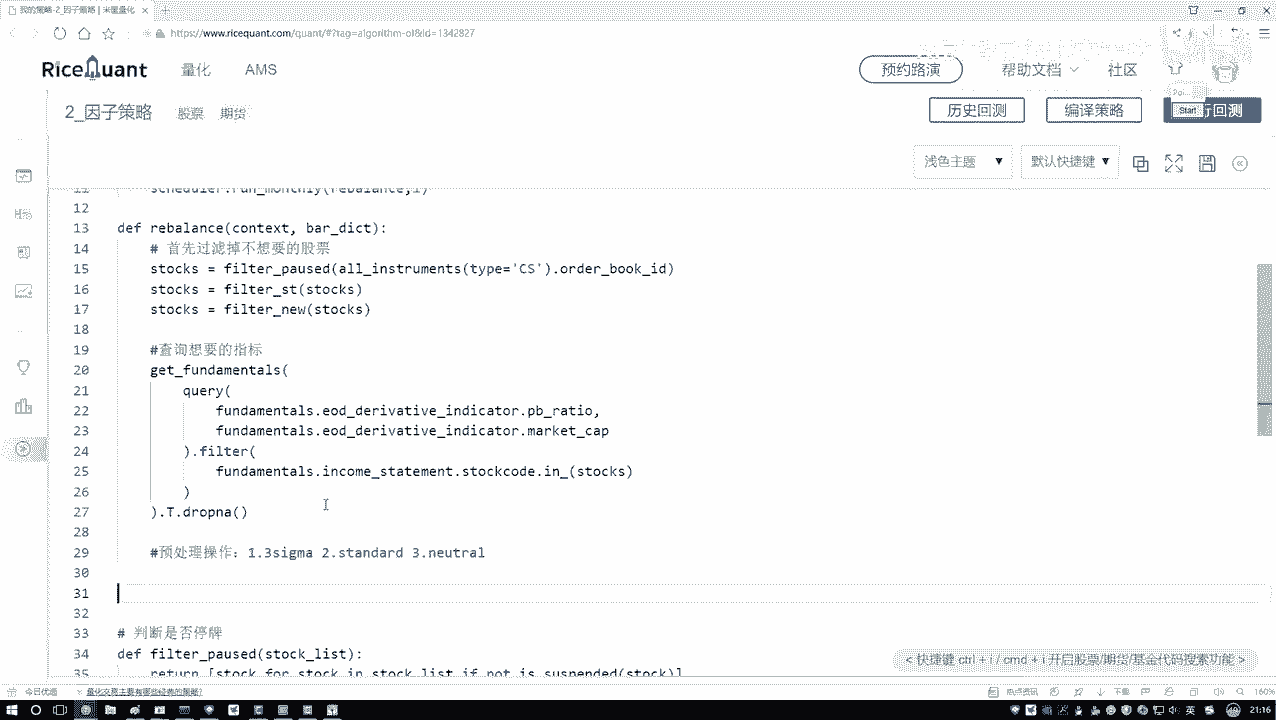 我的策略-2_因子策略 | 米筐量化
https://www.ricequant.com/quant/#?tag=algorithm-ol&id=1342827
RiceQuant 量化 AMS 预约路演 帮助文档 社区
2_因子策略 股票 期货 历史回测 编译策略 Start 行回测
浅色主题 默认快捷键
11 scheduler.run_monthly(rebalance,1)
12
13 def rebalance(context, bar_dict):
14 # 首先过滤掉不想要的股票
15 stocks = filter_paused(all_instruments(type='CS').order_book_id)
16 stocks = filter_st(stocks)
17 stocks = filter_new(stocks)
18
19 #查询想要的指标
20 get_fundamentals(
21 query(
22 fundamentals.eod_derivative_indicator.pb_ratio,
23 fundamentals.eod_derivative_indicator.market_cap
24 ).filter(
25 fundamentals.income_statement.stockcode.in_(stocks)
26 )
27 ).T.dropna()
28
29 #预处理操作：1.3sigma 2.standard 3.neutral
30
31
32
33 # 判断是否停牌
34 def filter_paused(stock_list):
35 return [stock for stock in stock_list if not is_suspended(stock)]
< 快捷键 ctrl + i / cmd + i 开启股票/期货/基金代码搜索功能 >
今日优选 量化交易主要有哪些经典的策略? 热点资讯 下载 160%
英 21:16